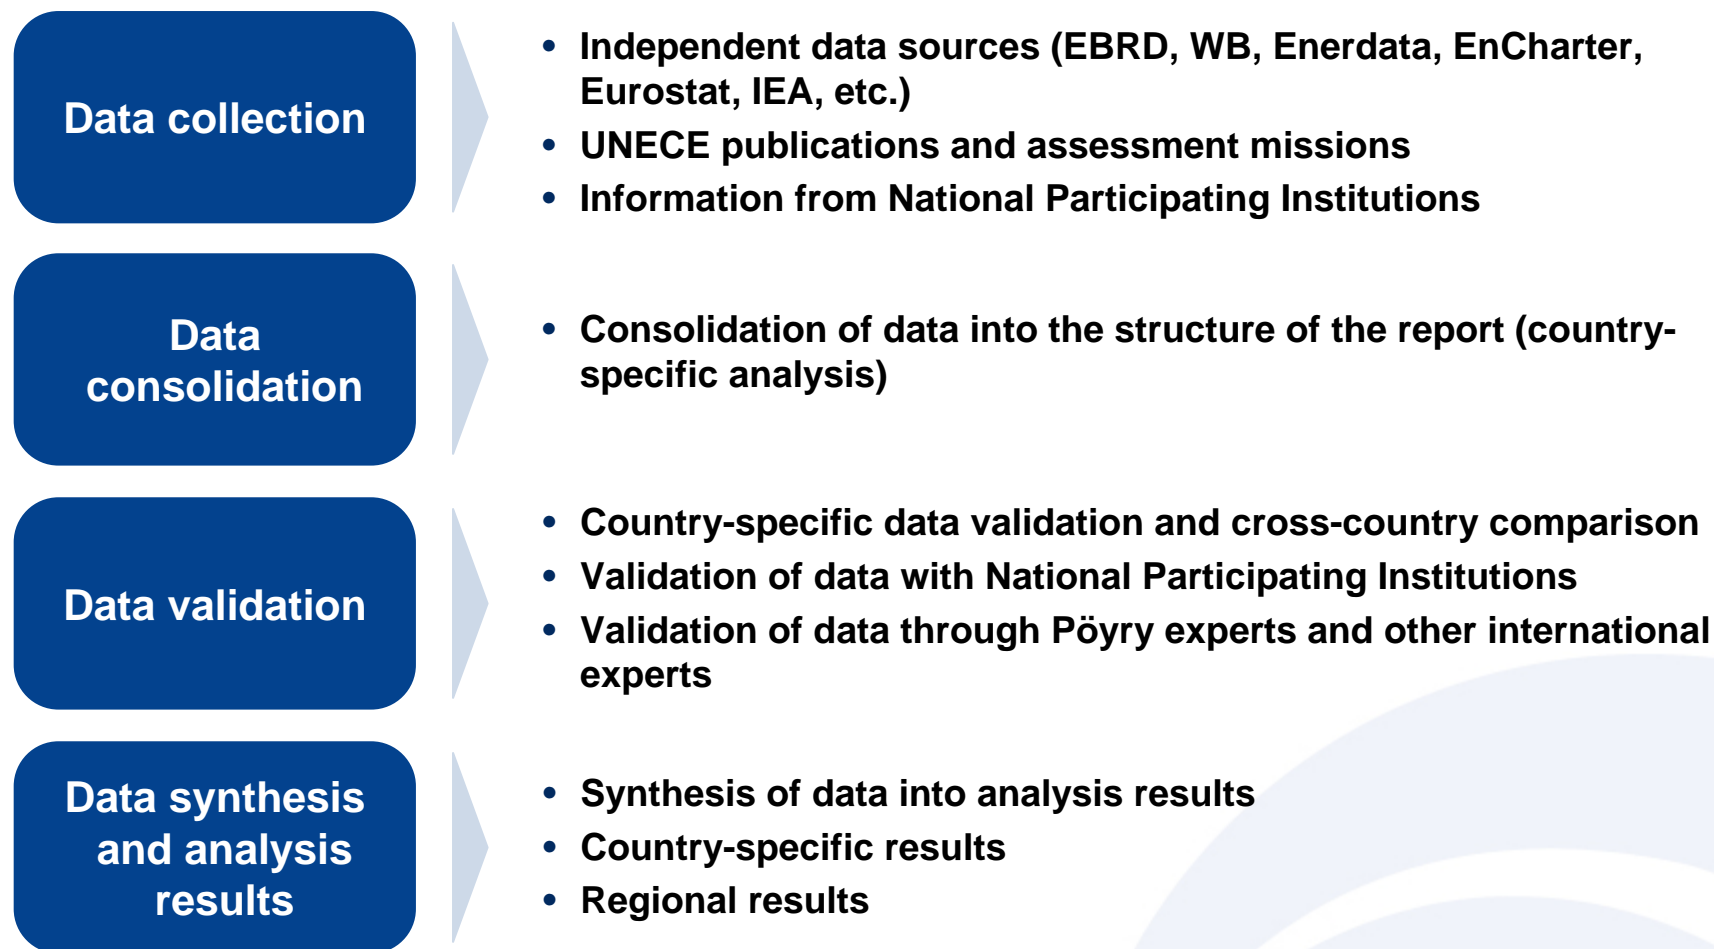 Data collection
• Independent data sources (EBRD, WB, Enerdata, EnCharter,
Eurostat, IEA, etc.)
• UNECE publications and assessment missions
• Information from National Participating Institutions
Data
consolidation
• Consolidation of data into the structure of the report (country-
specific analysis)
Data validation
• Country-specific data validation and cross-country comparison
• Validation of data with National Participating Institutions
• Validation of data through Pöyry experts and other international
experts
Data synthesis
and analysis
results
• Synthesis of data into analysis results
• Country-specific results
• Regional results